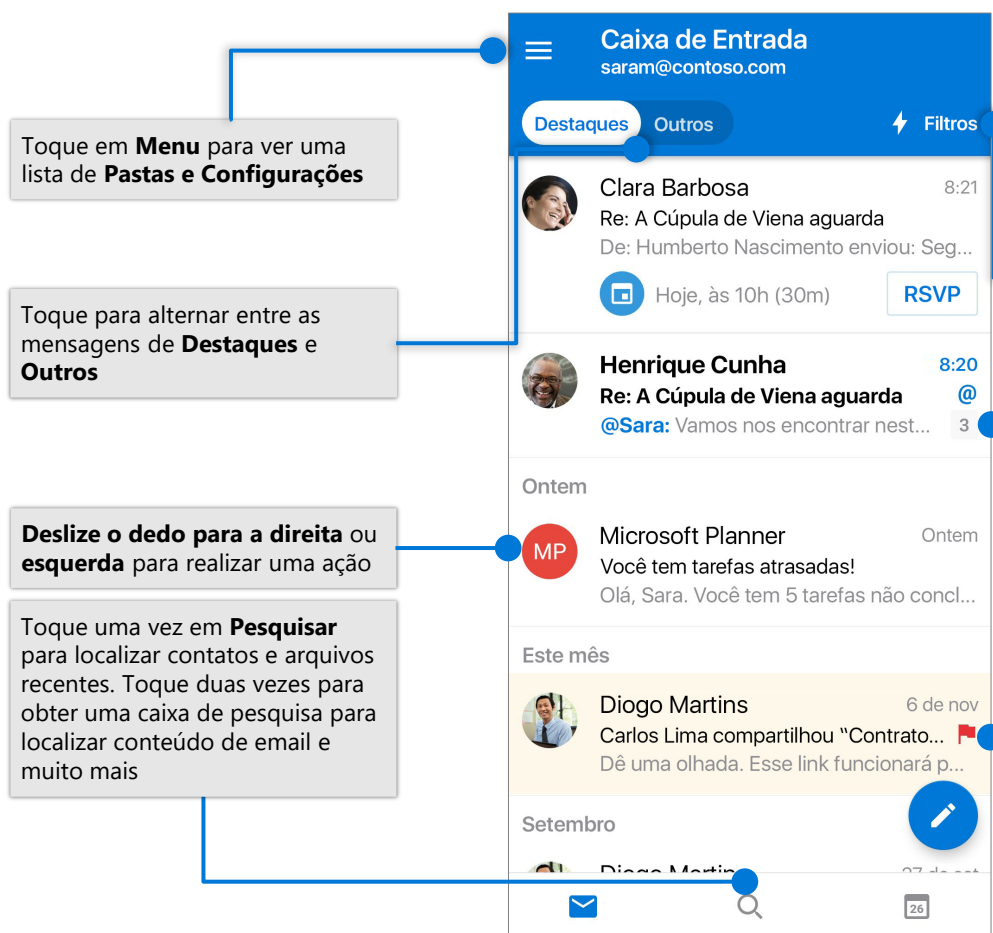 Toque em Menu para ver uma
lista de Pastas e Configurações
Toque para alternar entre as
mensagens de Destaques e
Outros
Deslize o dedo para a direita ou
esquerda para realizar uma ação
Toque uma vez em Pesquisar
para localizar contatos e arquivos
recentes. Toque duas vezes para
obter uma caixa de pesquisa para
localizar conteúdo de email e
muito mais
Caixa de Entrada
saram@contoso.com
Destaques Outros Filtros
Clara Barbosa 8:21
Re: A Cúpula de Viena aguarda
De: Humberto Nascimento enviou: Seg...
Hoje, às 10h (30m) RSVP
Henrique Cunha 8:20
Re: A Cúpula de Viena aguarda @
@Sara: Vamos nos encontrar nest... 3
Ontem
MP
Microsoft Planner Ontem
Você tem tarefas atrasadas!
Olá, Sara. Você tem 5 tarefas não concl...
Este mês
Diogo Martins 6 de nov
Carlos Lima compartilhou “Contrato...
Dê uma olhada. Esse link funcionará p...
Setembro
Diogo Martins 27 de set
26